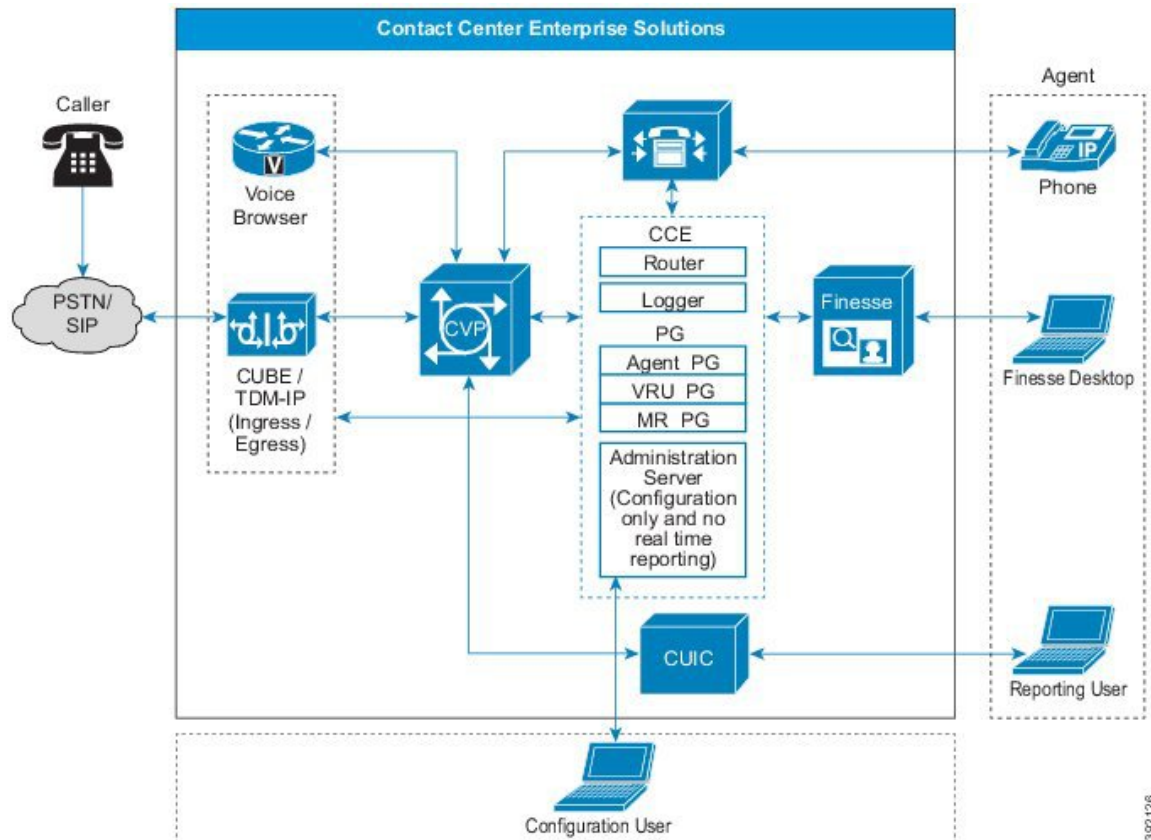 Contact Center Enterprise Solutions
Caller
PSTN/
SIP
V
Voice
Browser
CUBE /
TDM-IP
(Ingress /
Egress)
CVP
CCE
Router
Logger
PG
Agent PG
VRU PG
MR PG
Administration
Server
(Configuration
only and no
real time
reporting)
Finesse
CUIC
Agent
IP
Phone
Finesse Desktop
Reporting User
Configuration User
392126